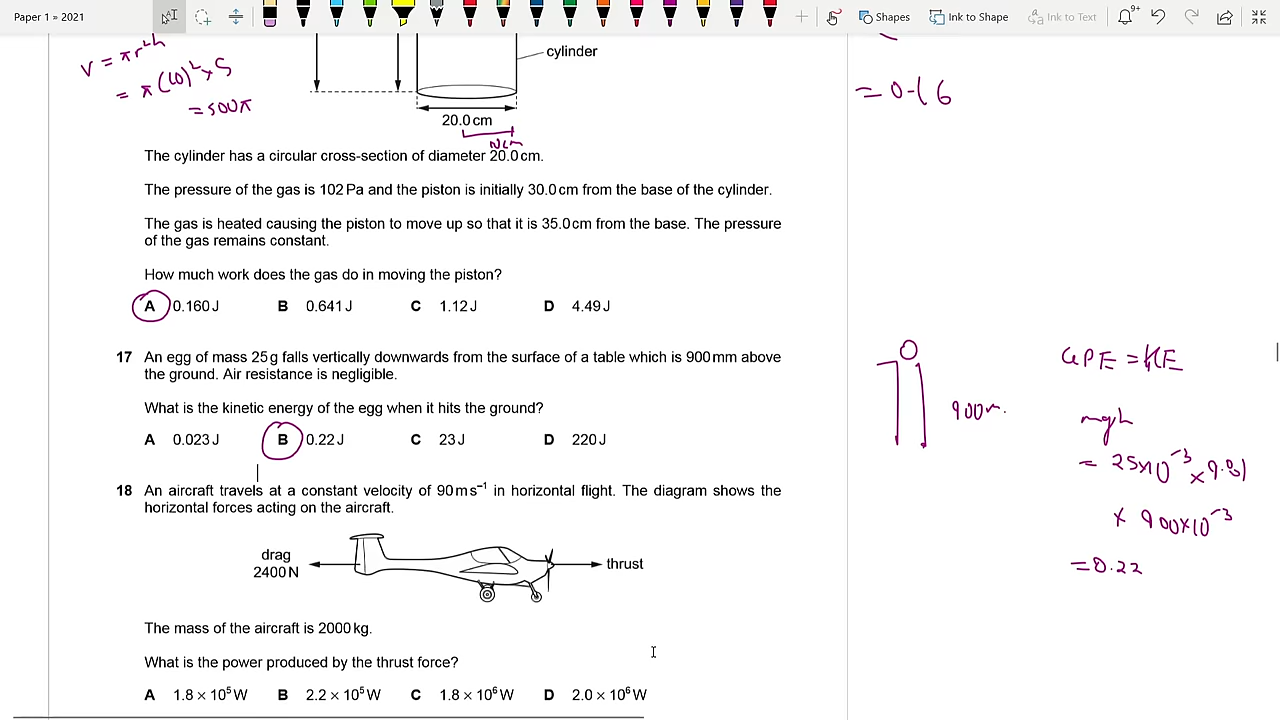 Paper 1 » 2021
9+
Shapes
Ink to Shape
Ink to Text
V = πr²h
= π(10)² × 5
= 500π
cylinder
20.0 cm
10cm
= 0.16
The cylinder has a circular cross-section of diameter 20.0 cm.
The pressure of the gas is 102 Pa and the piston is initially 30.0 cm from the base of the cylinder.
The gas is heated causing the piston to move up so that it is 35.0 cm from the base. The pressure
of the gas remains constant.
How much work does the gas do in moving the piston?
A 0.160 J B 0.641 J C 1.12 J D 4.49 J
17 An egg of mass 25 g falls vertically downwards from the surface of a table which is 900 mm above
the ground. Air resistance is negligible.
What is the kinetic energy of the egg when it hits the ground?
A 0.023 J B 0.22 J C 23 J D 220 J
900m.
GPE = KE
mgh
= 25×10⁻³ × 9.81
× 900×10⁻³
= 0.22
18 An aircraft travels at a constant velocity of 90 m s⁻¹ in horizontal flight. The diagram shows the
horizontal forces acting on the aircraft.
drag
2400 N
thrust
The mass of the aircraft is 2000 kg.
What is the power produced by the thrust force?
A 1.8 × 10⁵ W B 2.2 × 10⁵ W C 1.8 × 10⁶ W D 2.0 × 10⁶ W